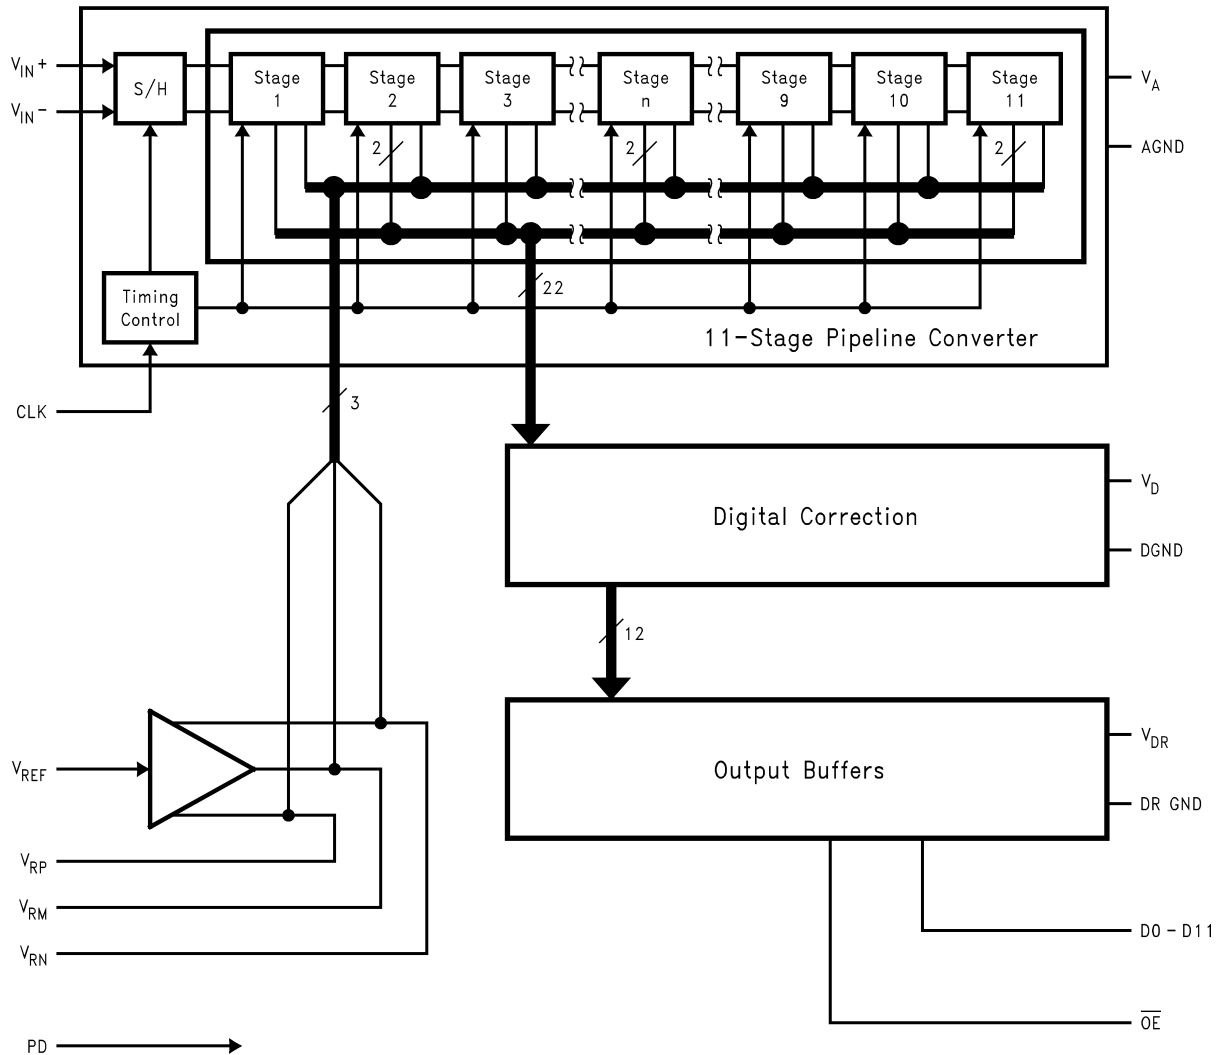 VIN+
VIN−
S/H
Stage 1
Stage 2
Stage 3
Stage n
Stage 9
Stage 10
Stage 11
VA
AGND
2
2
2
22
Timing
Control
11-Stage Pipeline Converter
CLK
3
VD
DGND
Digital Correction
12
VREF
VDR
Output Buffers
DR GND
VRP
VRM
VRN
D0-D11
O̅E̅
PD